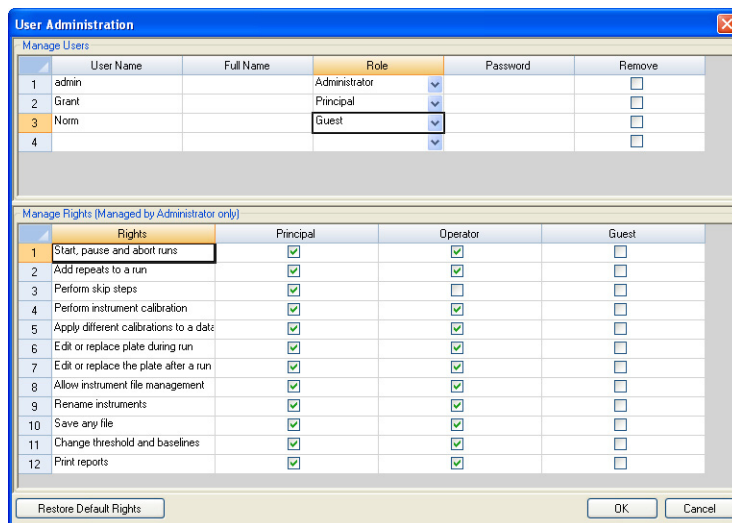 User Administration
Manage Users
User Name Full Name Role Password Remove
1 admin Administrator
2 Grant Principal
3 Norm Guest
4
Manage Rights (Managed by Administrator only)
Rights Principal Operator Guest
1 Start, pause and abort runs
2 Add repeats to a run
3 Perform skip steps
4 Perform instrument calibration
5 Apply different calibrations to a data
6 Edit or replace plate during run
7 Edit or replace the plate after a run
8 Allow instrument file management
9 Rename instruments
10 Save any file
11 Change threshold and baselines
12 Print reports
Restore Default Rights OK Cancel